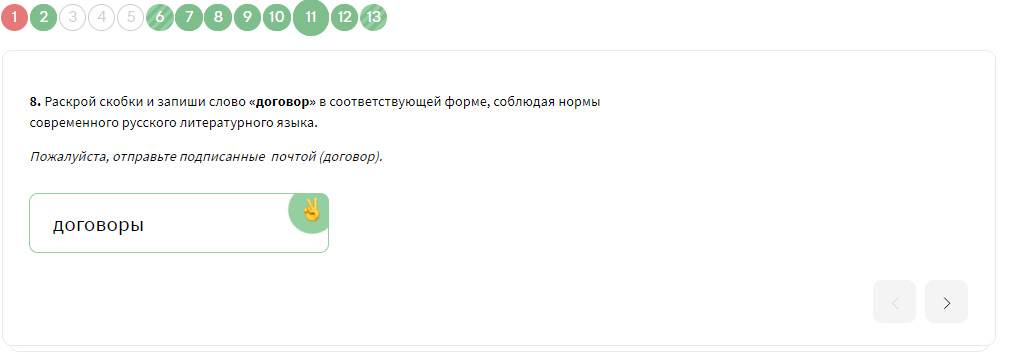 1 2 3 4 5 6 7 8 9 10 11 12 13
8. Раскрой скобки и запиши слово «договор» в соответствующей форме, соблюдая нормы
современного русского литературного языка.
Пожалуйста, отправьте подписанные почтой (договор).
договоры